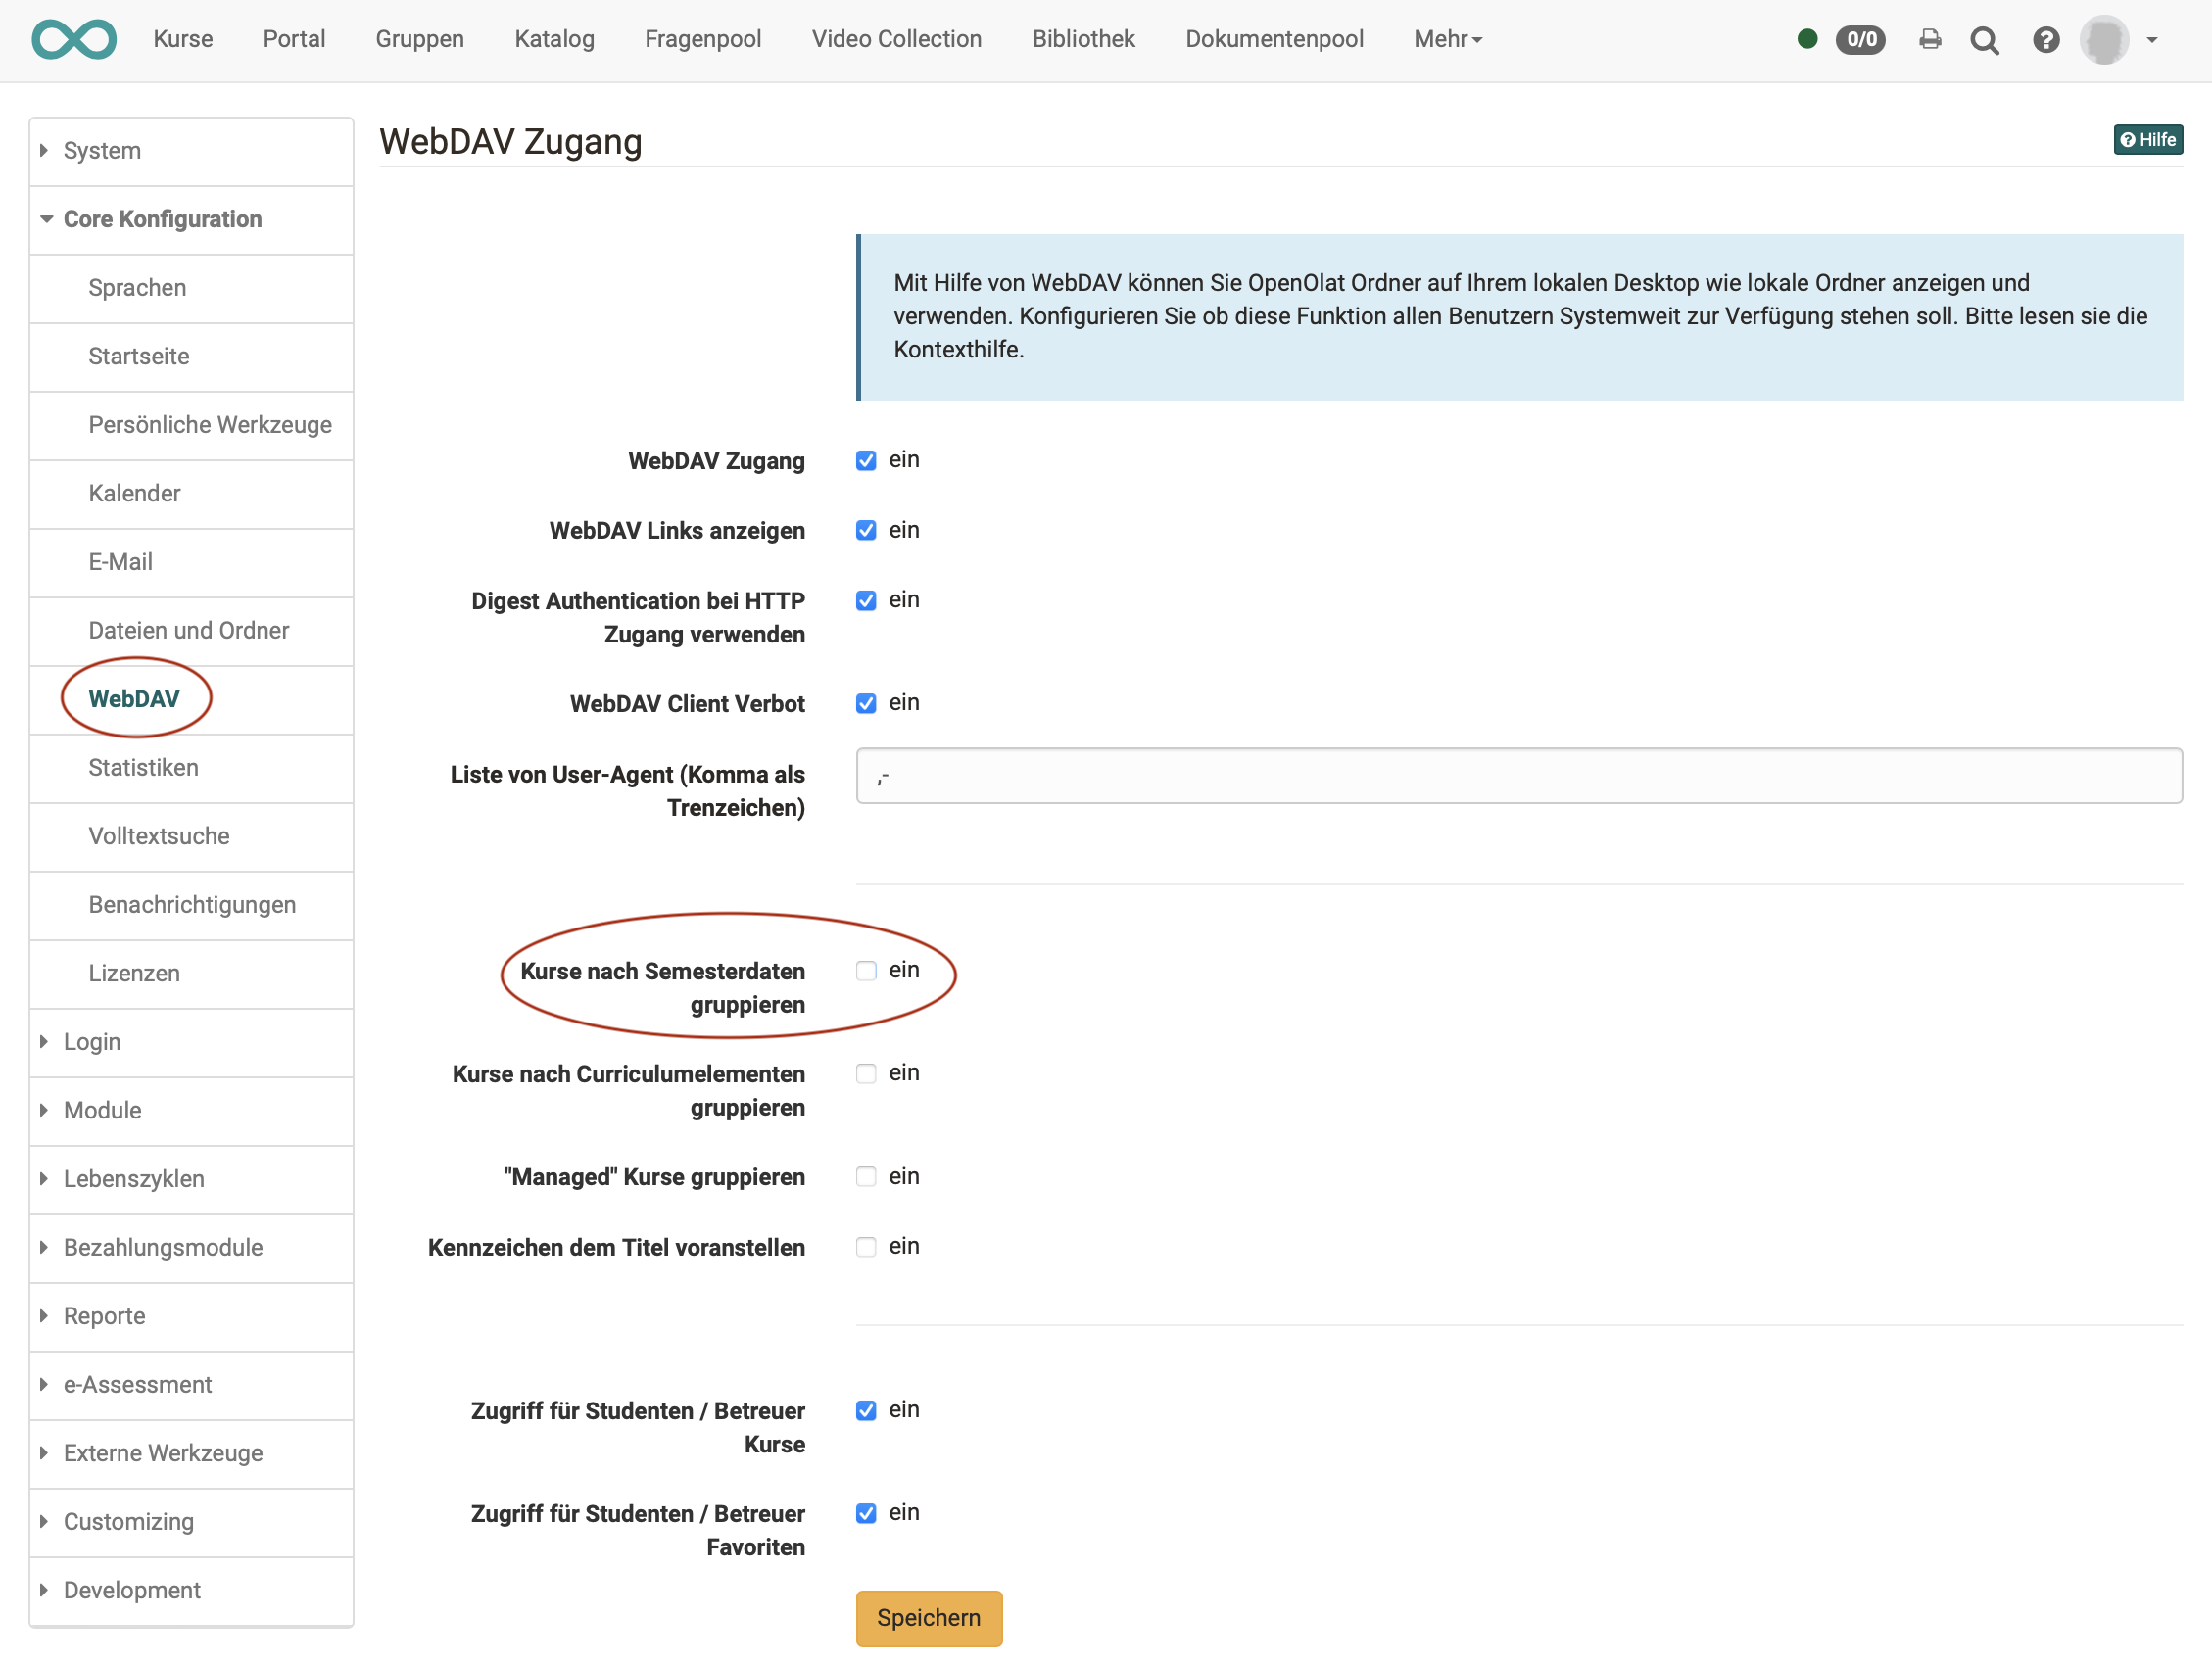 Kurse Portal Gruppen Katalog Fragenpool Video Collection Bibliothek Dokumentenpool Mehr 0/0
System
Core Konfiguration
Sprachen
Startseite
Persönliche Werkzeuge
Kalender
E-Mail
Dateien und Ordner
WebDAV
Statistiken
Volltextsuche
Benachrichtigungen
Lizenzen
Login
Module
Lebenszyklen
Bezahlungsmodule
Reporte
e-Assessment
Externe Werkzeuge
Customizing
Development
WebDAV Zugang
Hilfe
Mit Hilfe von WebDAV können Sie OpenOlat Ordner auf Ihrem lokalen Desktop wie lokale Ordner anzeigen und
verwenden. Konfigurieren Sie ob diese Funktion allen Benutzern Systemweit zur Verfügung stehen soll. Bitte lesen sie die
Kontexthilfe.
WebDAV Zugang ein
WebDAV Links anzeigen ein
Digest Authentication bei HTTP ein
Zugang verwenden
WebDAV Client Verbot ein
Liste von User-Agent (Komma als ,-
Trenzeichen)
Kurse nach Semesterdaten ein
gruppieren
Kurse nach Curriculumelementen ein
gruppieren
"Managed" Kurse gruppieren ein
Kennzeichen dem Titel voranstellen ein
Zugriff für Studenten / Betreuer ein
Kurse
Zugriff für Studenten / Betreuer ein
Favoriten
Speichern